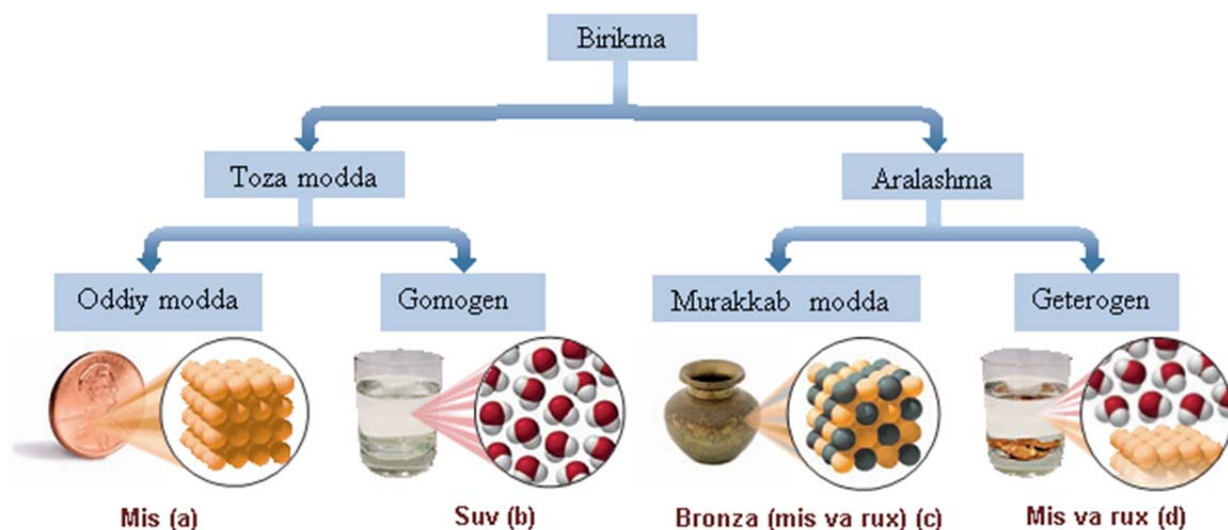 Birikma
Toza modda
Aralashma
Oddiy modda
Gomogen
Murakkab modda
Geterogen
Mis (a)
Suv (b)
Bronza (mis va rux) (c)
Mis va rux (d)